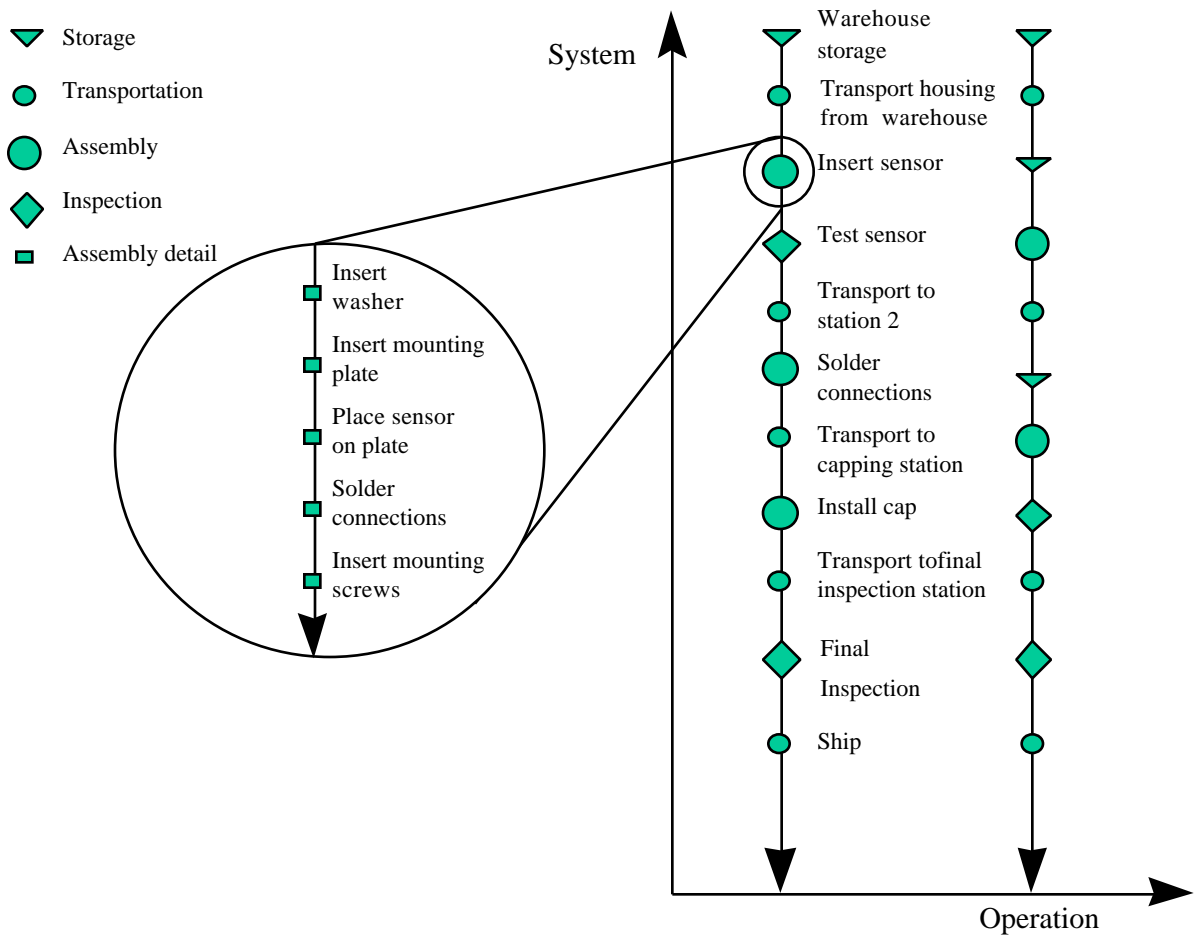 Storage
Transportation
Assembly
Inspection
Assembly detail
System
Warehouse
storage
Transport housing
from warehouse
Insert sensor
Test sensor
Transport to
station 2
Solder
connections
Transport to
capping station
Install cap
Transport tofinal
inspection station
Final
Inspection
Ship
Insert
washer
Insert mounting
plate
Place sensor
on plate
Solder
connections
Insert mounting
screws
Operation